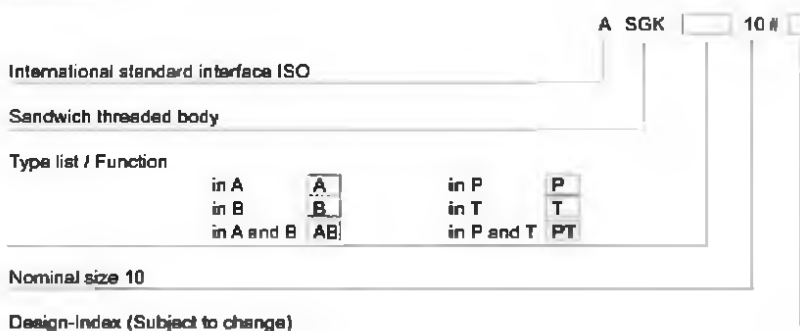 A SGK 10 #
International standard interface ISO
Sandwich threaded body
Type list / Function
in A A in P P
in B B in T T
in A and B AB in P and T PT
Nominal size 10
Design-Index (Subject to change)